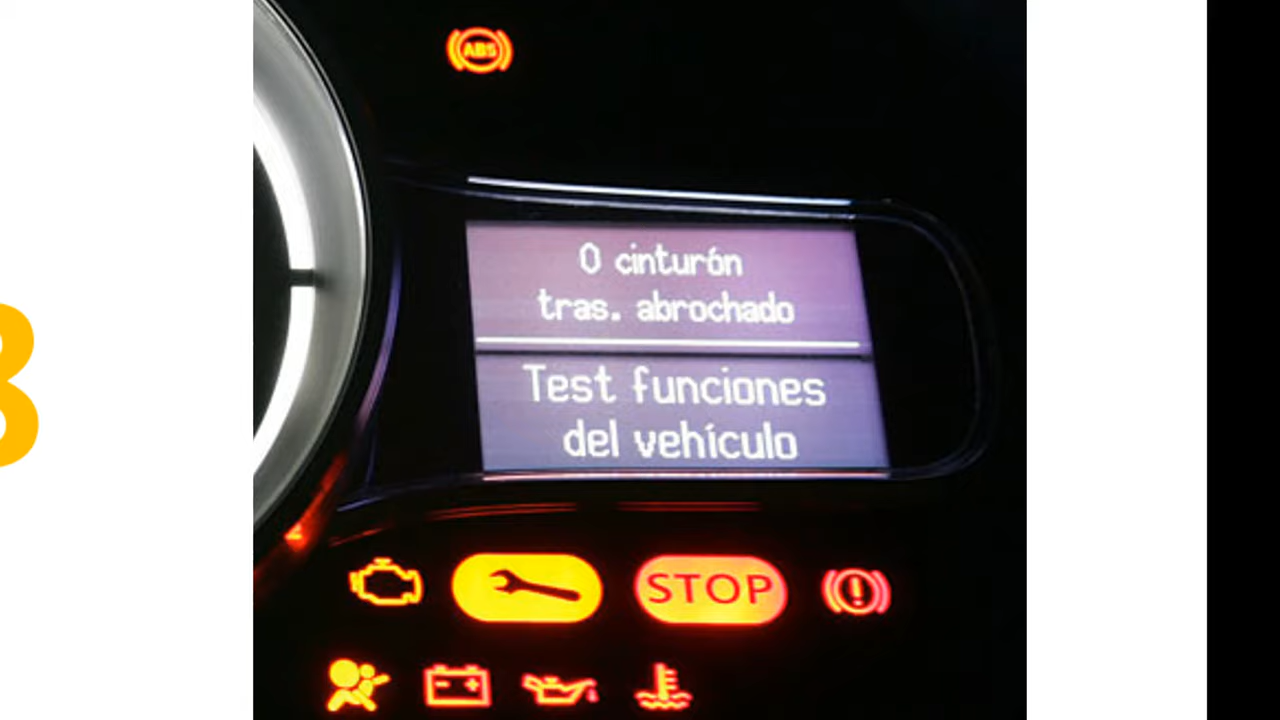 ABS
0 cinturón
tras. abrochado
Test funciones
del vehículo
STOP